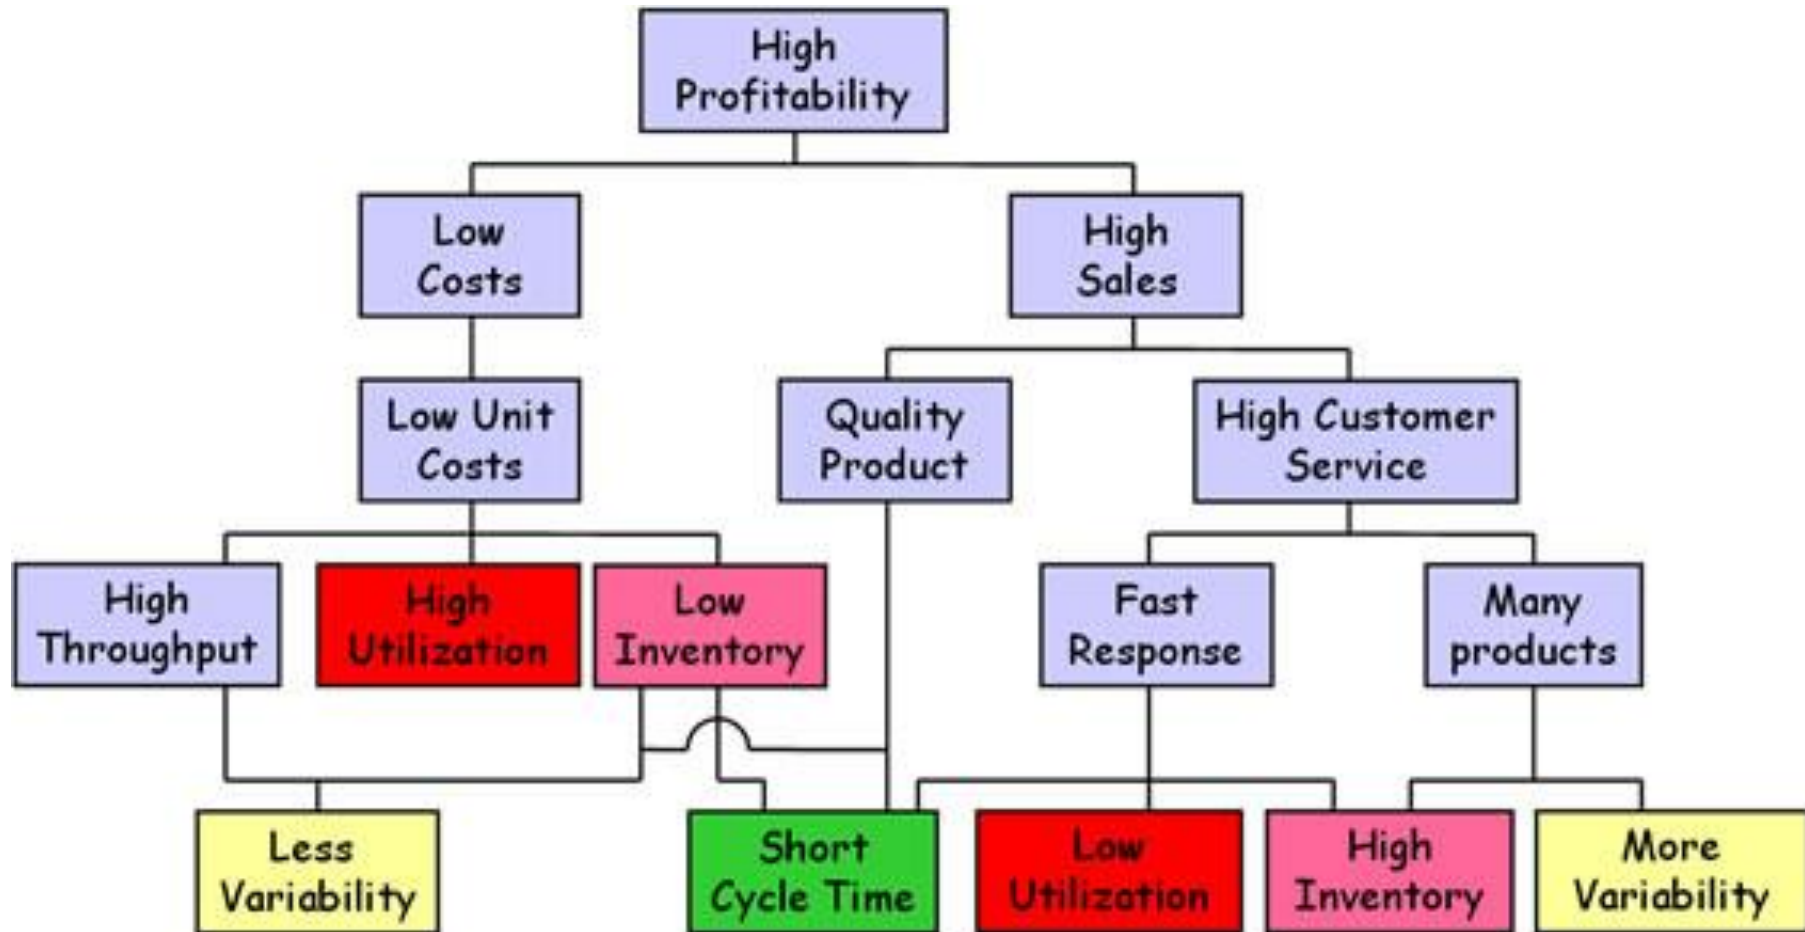 High
Profitability
Low
Costs
High
Sales
Low Unit
Costs
Quality
Product
High Customer
Service
High
Throughput
High
Utilization
Low
Inventory
Fast
Response
Many
products
Less
Variability
Short
Cycle Time
Low
Utilization
High
Inventory
More
Variability